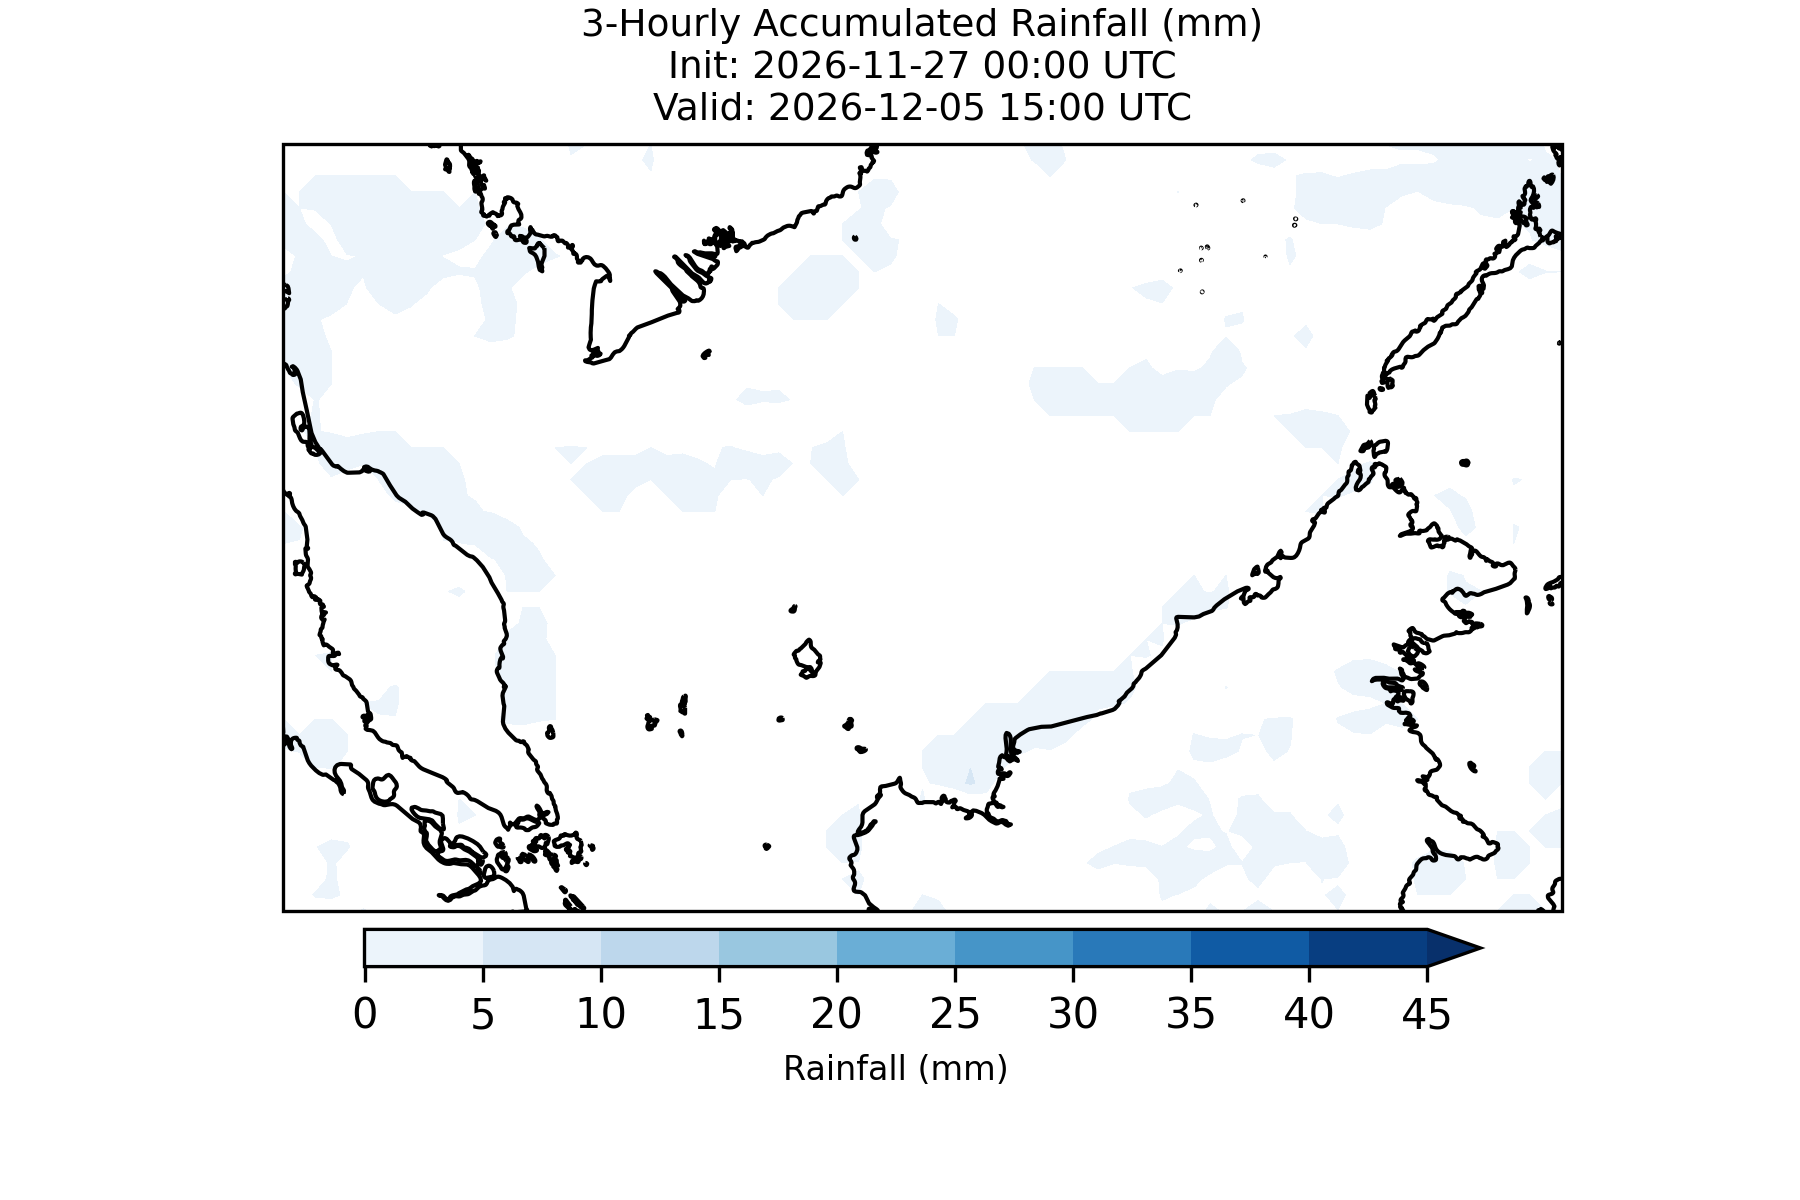 3-Hourly Accumulated Rainfall (mm)
Init: 2026-11-27 00:00 UTC
Valid: 2026-12-05 15:00 UTC
0 5 10 15 20 25 30 35 40 45
Rainfall (mm)